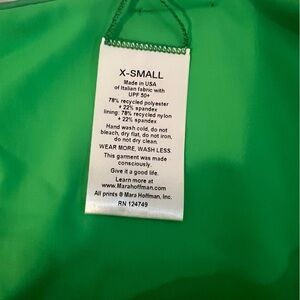 X-SMALL
Made in USA
of Italian fabric with
UPF 50+
78% recycled polyester
+ 22% spandex
lining: 78% recycled nylon
+ 22% spandex
Hand wash cold, do not
bleach, dry flat, do not iron,
do not dry clean.
WEAR MORE, WASH LESS.
This garment was made
consciously.
Give it a good life.
Learn more at
www.Marahoffman.com
All prints @ Mara Hoffman, Inc.
RN 124749